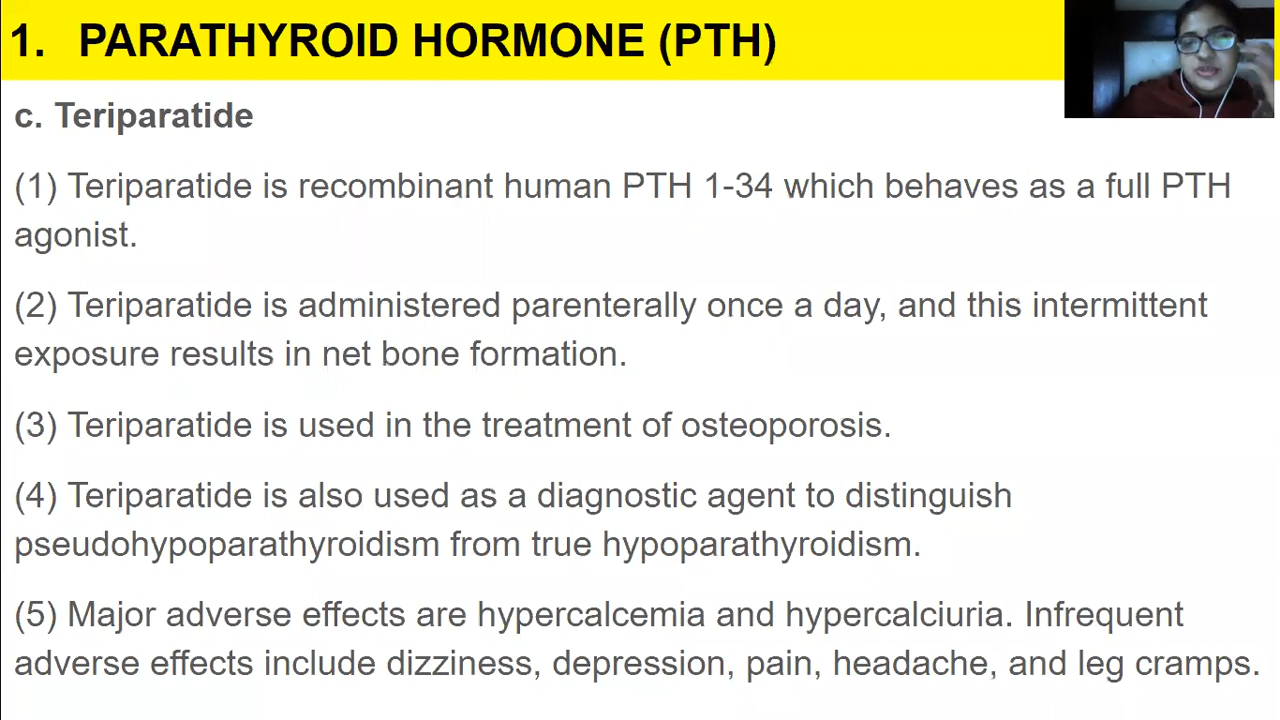 1. PARATHYROID HORMONE (PTH)
c. Teriparatide
(1) Teriparatide is recombinant human PTH 1-34 which behaves as a full PTH
agonist.
(2) Teriparatide is administered parenterally once a day, and this intermittent
exposure results in net bone formation.
(3) Teriparatide is used in the treatment of osteoporosis.
(4) Teriparatide is also used as a diagnostic agent to distinguish
pseudohypoparathyroidism from true hypoparathyroidism.
(5) Major adverse effects are hypercalcemia and hypercalciuria. Infrequent
adverse effects include dizziness, depression, pain, headache, and leg cramps.